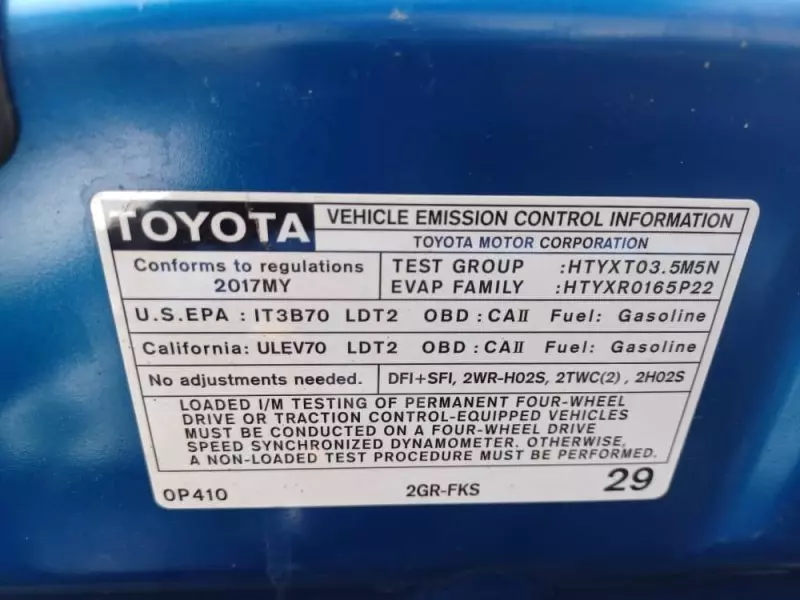 TOYOTA
VEHICLE EMISSION CONTROL INFORMATION
TOYOTA MOTOR CORPORATION
Conforms to regulations
2017MY
TEST GROUP :HTYXT03.5M5N
EVAP FAMILY :HTYXR0165P22
U.S.EPA : IT3B70 LDT2 OBD : CAII Fuel: Gasoline
California: ULEV70 LDT2 OBD : CAII Fuel: Gasoline
No adjustments needed.
DFI+SFI, 2WR-HO2S, 2TWC(2) , 2HO2S
LOADED I/M TESTING OF PERMANENT FOUR-WHEEL
DRIVE OR TRACTION CONTROL-EQUIPPED VEHICLES
MUST BE CONDUCTED ON A FOUR-WHEEL DRIVE
SPEED SYNCHRONIZED DYNAMOMETER. OTHERWISE,
A NON-LOADED TEST PROCEDURE MUST BE PERFORMED.
0P410
2GR-FKS
29